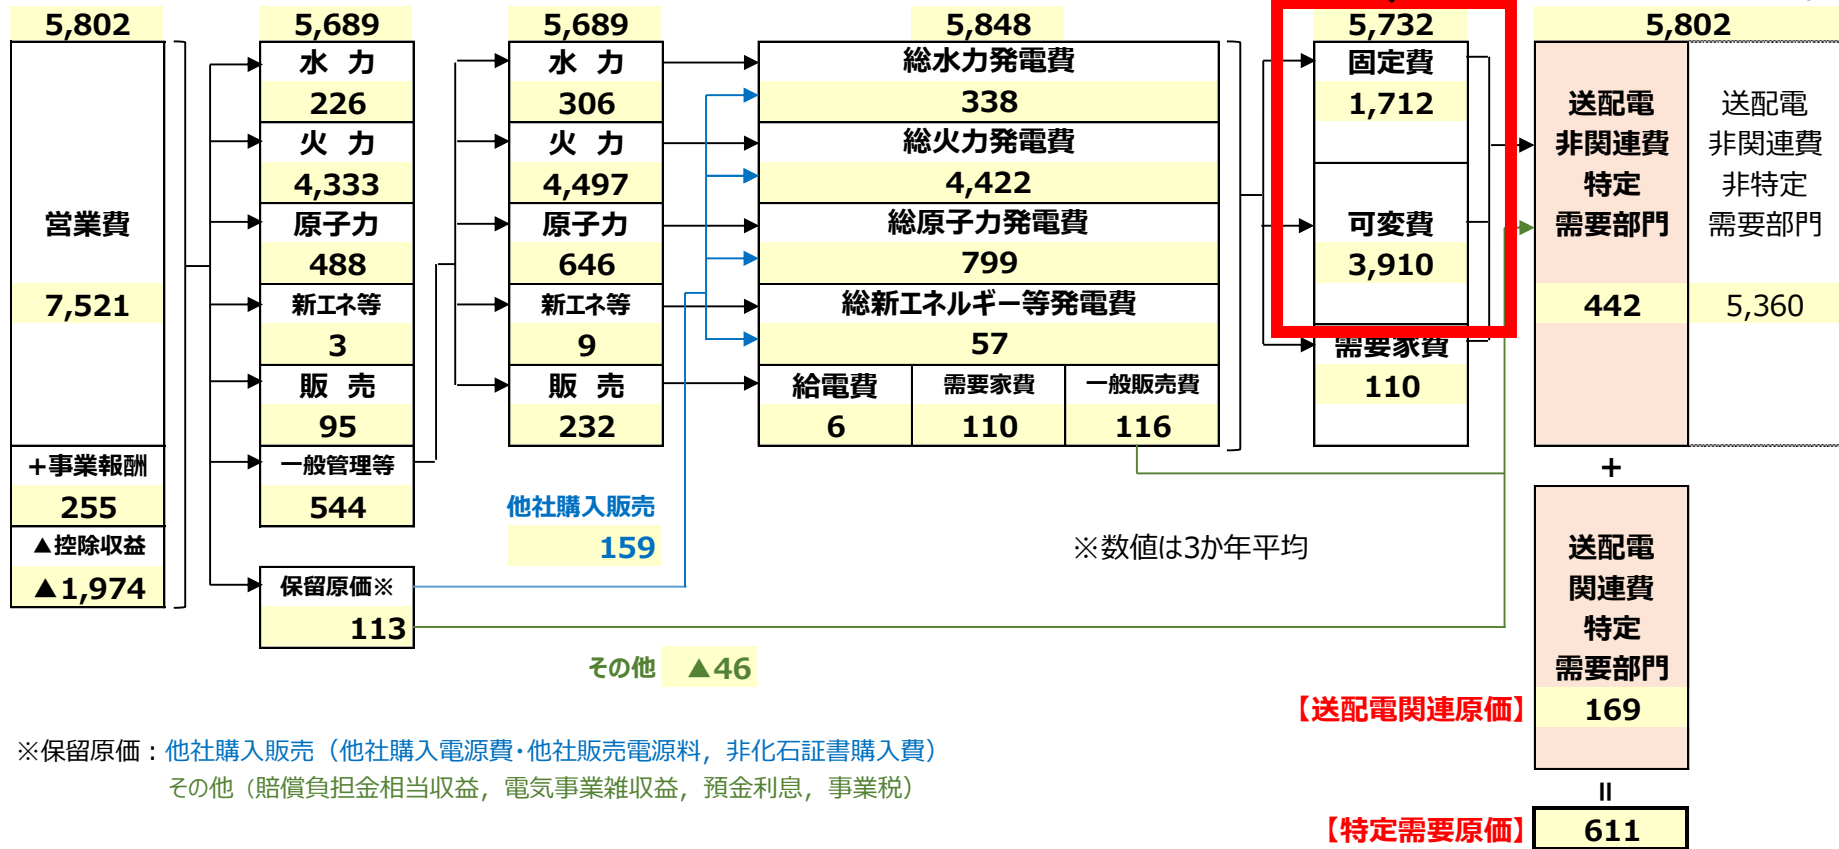 5,802
5,689
5,689
5,848
5,732
5,802
営業費
7,521
+事業報酬
255
▲控除収益
▲1,974
水 力
226
火 力
4,333
原子力
488
新エネ等
3
販 売
95
一般管理等
544
保留原価※
113
水 力
306
火 力
4,497
原子力
646
新エネ等
9
販 売
232
他社購入販売
159
その他 ▲46
総水力発電費
338
総火力発電費
4,422
総原子力発電費
799
総新エネルギー等発電費
57
給電費 需要家費 一般販売費
6 110 116
※数値は3か年平均
固定費
1,712
可変費
3,910
需要家費
110
送配電
非関連費
特定
需要部門
442
送配電
非関連費
非特定
需要部門
5,360
+
送配電
関連費
特定
需要部門
【送配電関連原価】 169
=
【特定需要原価】 611
※保留原価：他社購入販売（他社購入電源費・他社販売電源料，非化石証書購入費）
その他（賠償負担金相当収益，電気事業雑収益，預金利息，事業税）